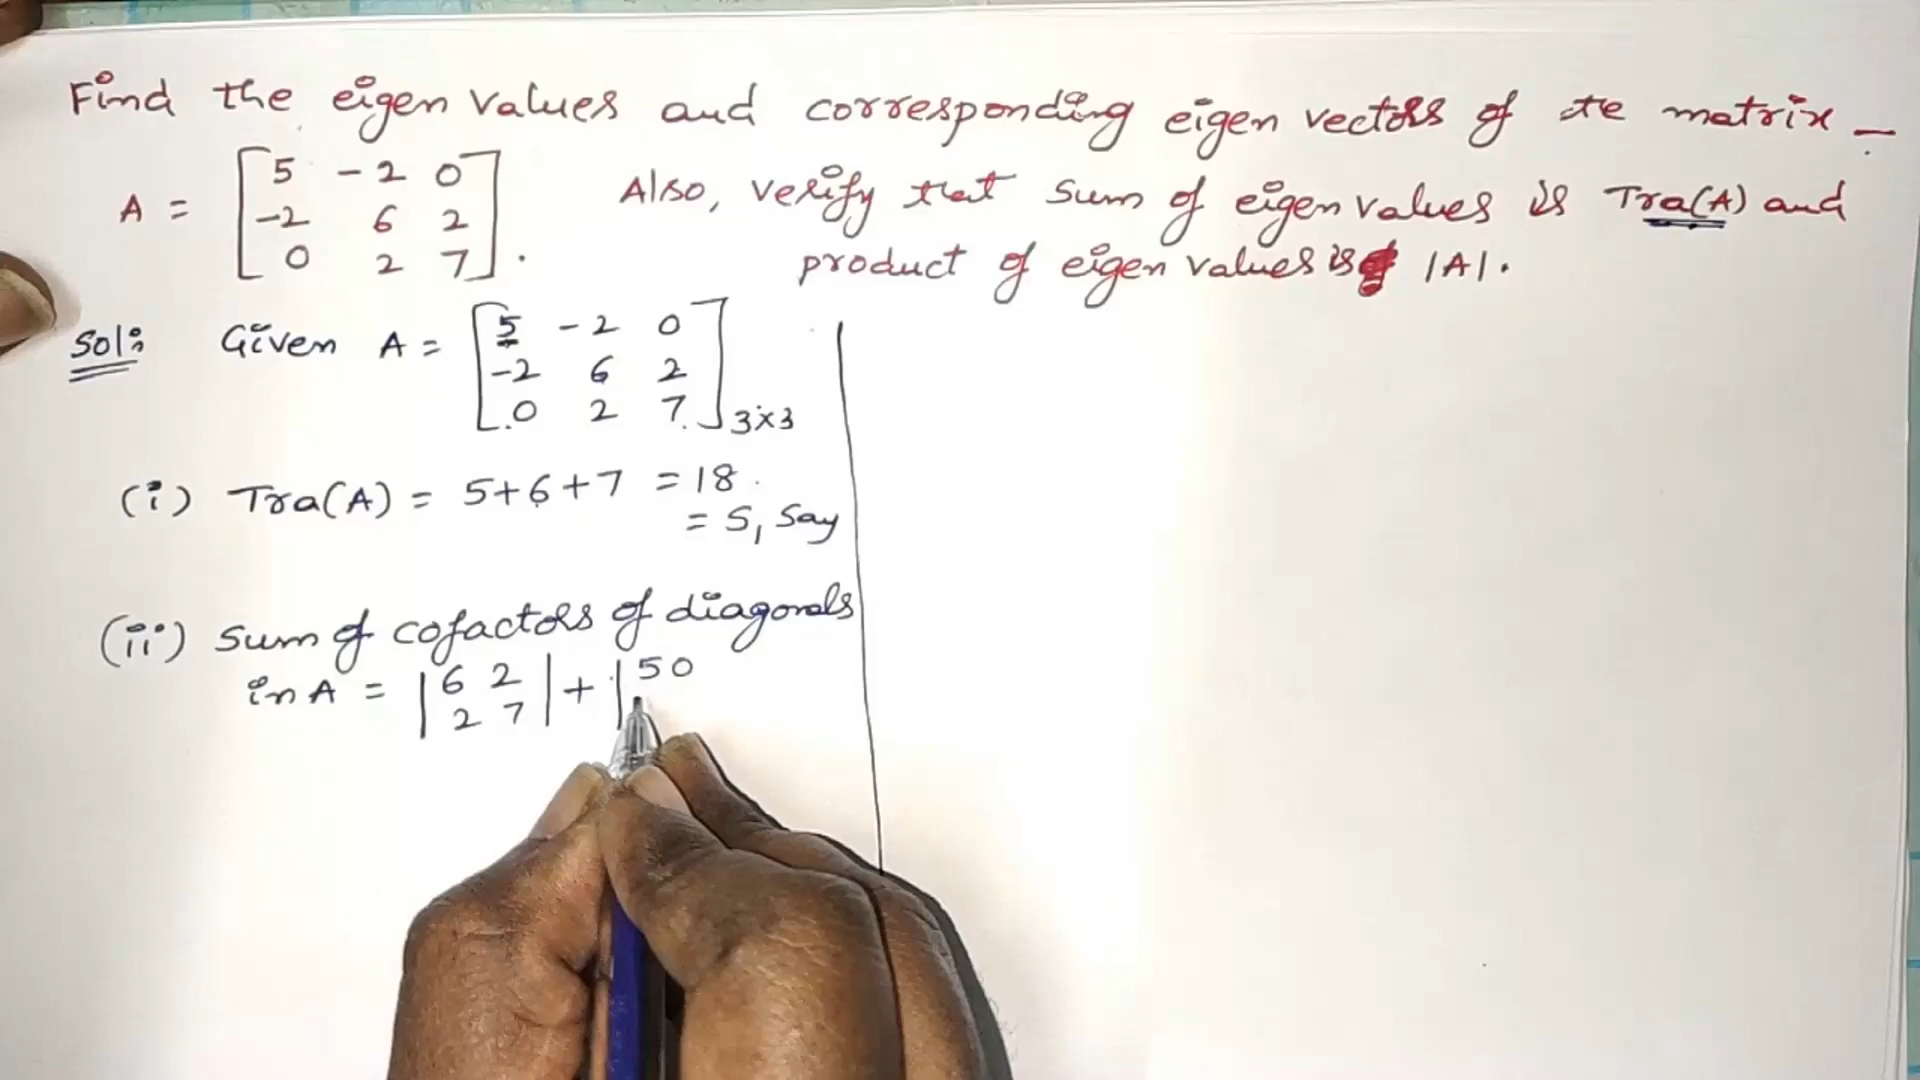 Find the eigen values and corresponding eigen vectors of the matrix –
A = [ 5 -2 0
-2 6 2
0 2 7 ] .
Also, verify that sum of eigen values is Tra(A) and
product of eigen values is |A|.
Sol: Given A = [ 5 -2 0
-2 6 2
0 2 7 ] 3×3
(i) Tra(A) = 5+6+7 = 18
= S₁ Say
(ii) Sum of cofactors of diagonals
in A = | 6 2 | + | 5 0
| 2 7 |